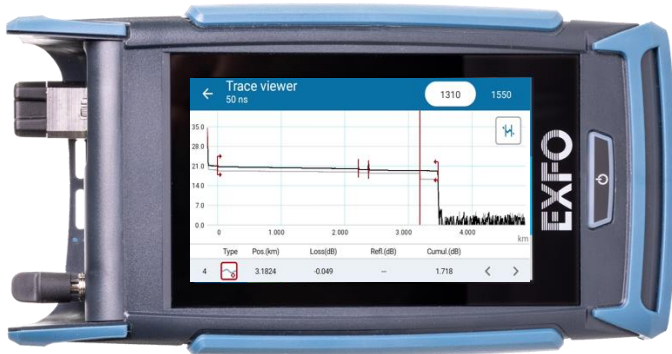 Trace viewer
50 ns
1310
1550
35.0
28.0
21.0
14.0
7.0
0.0
0 1.000 2.000 3.000 4.000
km
Type Pos.(km) Loss(dB) Refl.(dB) Cumul.(dB)
4 3.1824 -0.049 -- 1.718
EXFO